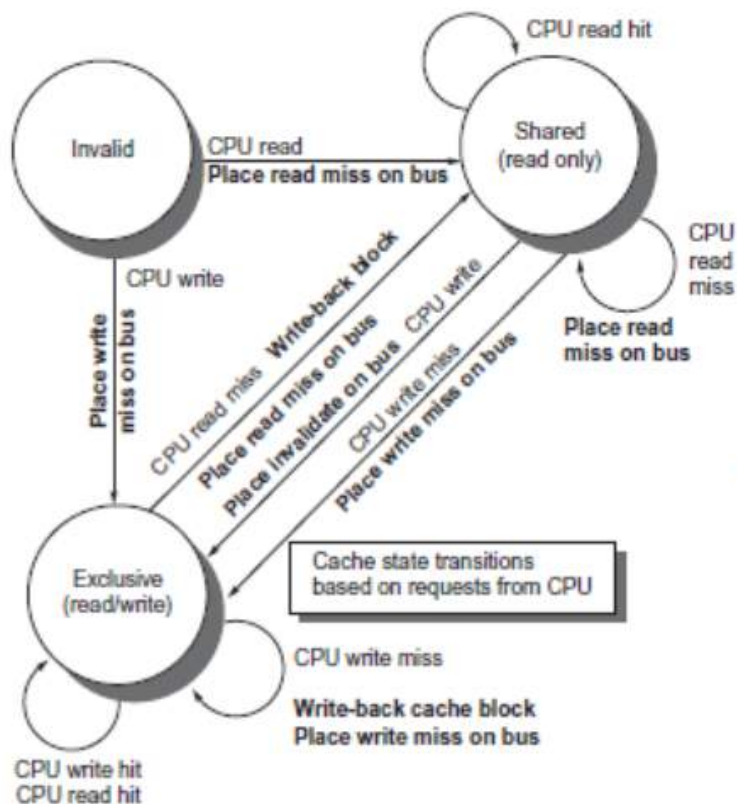 CPU read hit
Invalid
Shared
(read only)
CPU read
Place read miss on bus
CPU write
Place write
miss on bus
CPU
read
miss
Place read
miss on bus
CPU read miss Write-back block
Place read miss on bus
Place invalidate on bus
CPU write
CPU write miss
Place write miss on bus
Cache state transitions
based on requests from CPU
Exclusive
(read/write)
CPU write miss
Write-back cache block
Place write miss on bus
CPU write hit
CPU read hit